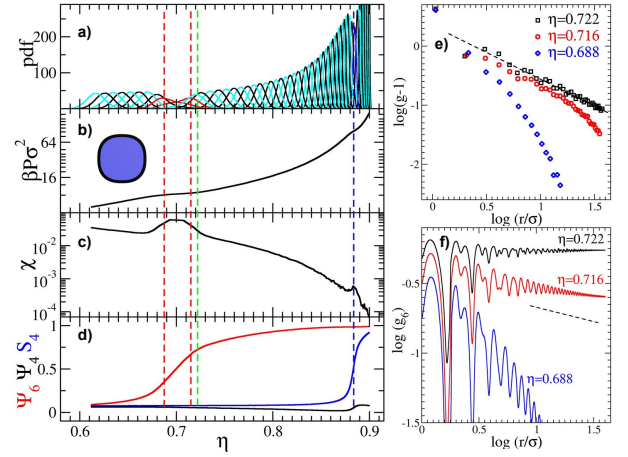 a)
pdf
200
100
b)
βPσ²
64
16
c)
χ
10⁻²
10⁻³
10⁻⁴
d)
Ψ₆ Ψ₄ S₄
1
0.5
0
0.6 0.7 0.8 0.9
η
e)
η=0.722
η=0.716
η=0.688
log(g-1)
0
-1
-2
0 0.5 1 1.5
log (r/σ)
f)
η=0.722
η=0.716
η=0.688
log (g₆)
-0.5
-1
-1.5
0 0.5 1 1.5
log (r/σ)